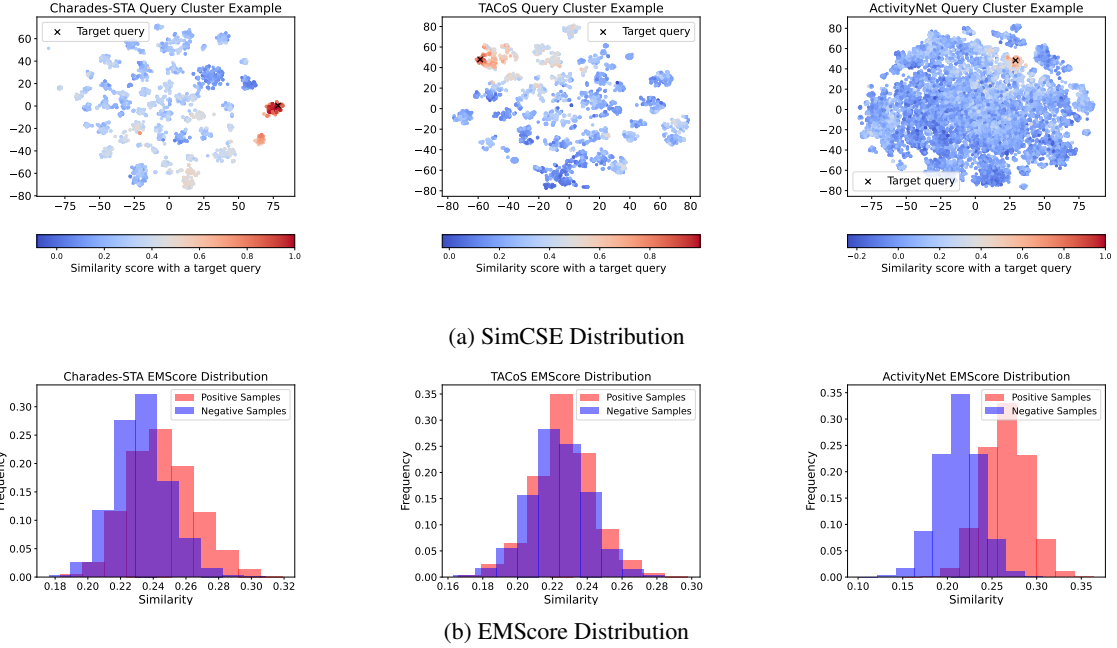 Charades-STA Query Cluster Example
TACoS Query Cluster Example
ActivityNet Query Cluster Example
60
40
20
0
−20
−40
−60
−80
Target query
−75 −50 −25 0 25 50 75
80
60
40
20
0
−20
−40
−60
−80
Target query
−80 −60 −40 −20 0 20 40 60 80
80
60
40
20
0
−20
−40
−60
−80
Target query
−75 −50 −25 0 25 50 75
0.0 0.2 0.4 0.6 0.8 1.0
Similarity score with a target query
0.0 0.2 0.4 0.6 0.8
Similarity score with a target query
−0.2 0.0 0.2 0.4 0.6 0.8 1.0
Similarity score with a target query
(a) SimCSE Distribution
Charades-STA EMScore Distribution
TACoS EMScore Distribution
ActivityNet EMScore Distribution
Frequency
0.30
0.25
0.20
0.15
0.10
0.05
0.00
Positive Samples
Negative Samples
0.18 0.20 0.22 0.24 0.26 0.28 0.30 0.32
Similarity
Frequency
0.35
0.30
0.25
0.20
0.15
0.10
0.05
0.00
Positive Samples
Negative Samples
0.16 0.18 0.20 0.22 0.24 0.26 0.28 0.30
Similarity
Frequency
0.35
0.30
0.25
0.20
0.15
0.10
0.05
0.00
Positive Samples
Negative Samples
0.10 0.15 0.20 0.25 0.30 0.35
Similarity
(b) EMScore Distribution